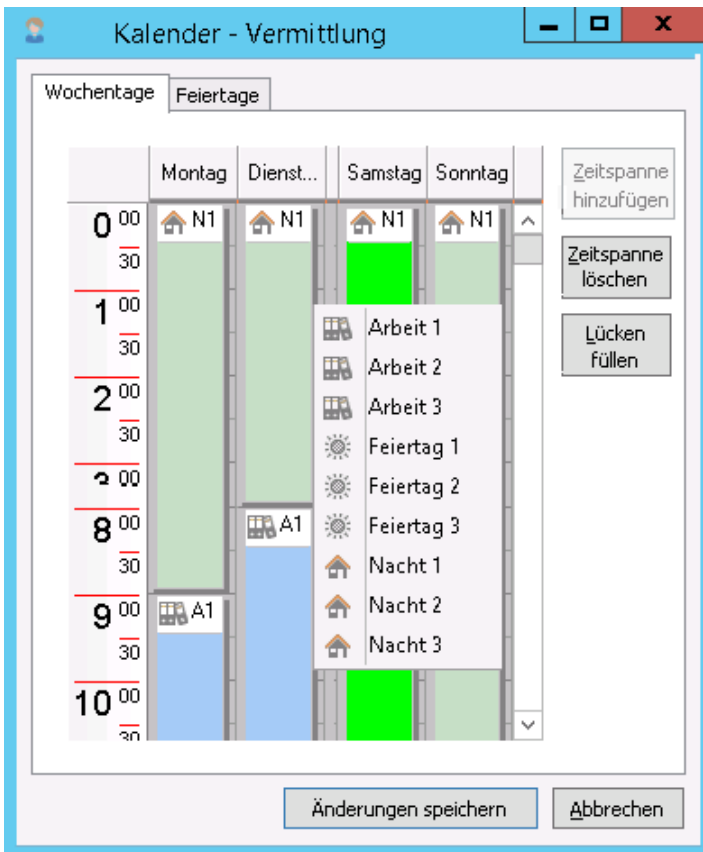 Kalender - Vermittlung
Wochentage
Feiertage
Montag
Dienst...
Samstag
Sonntag
Zeitspanne
hinzufügen
Zeitspanne
löschen
Lücken
füllen
0 00
N1
N1
N1
N1
30
1 00
30
2 00
30
3 00
8 00
A1
30
9 00
A1
30
10 00
30
Arbeit 1
Arbeit 2
Arbeit 3
Feiertag 1
Feiertag 2
Feiertag 3
Nacht 1
Nacht 2
Nacht 3
Änderungen speichern
Abbrechen